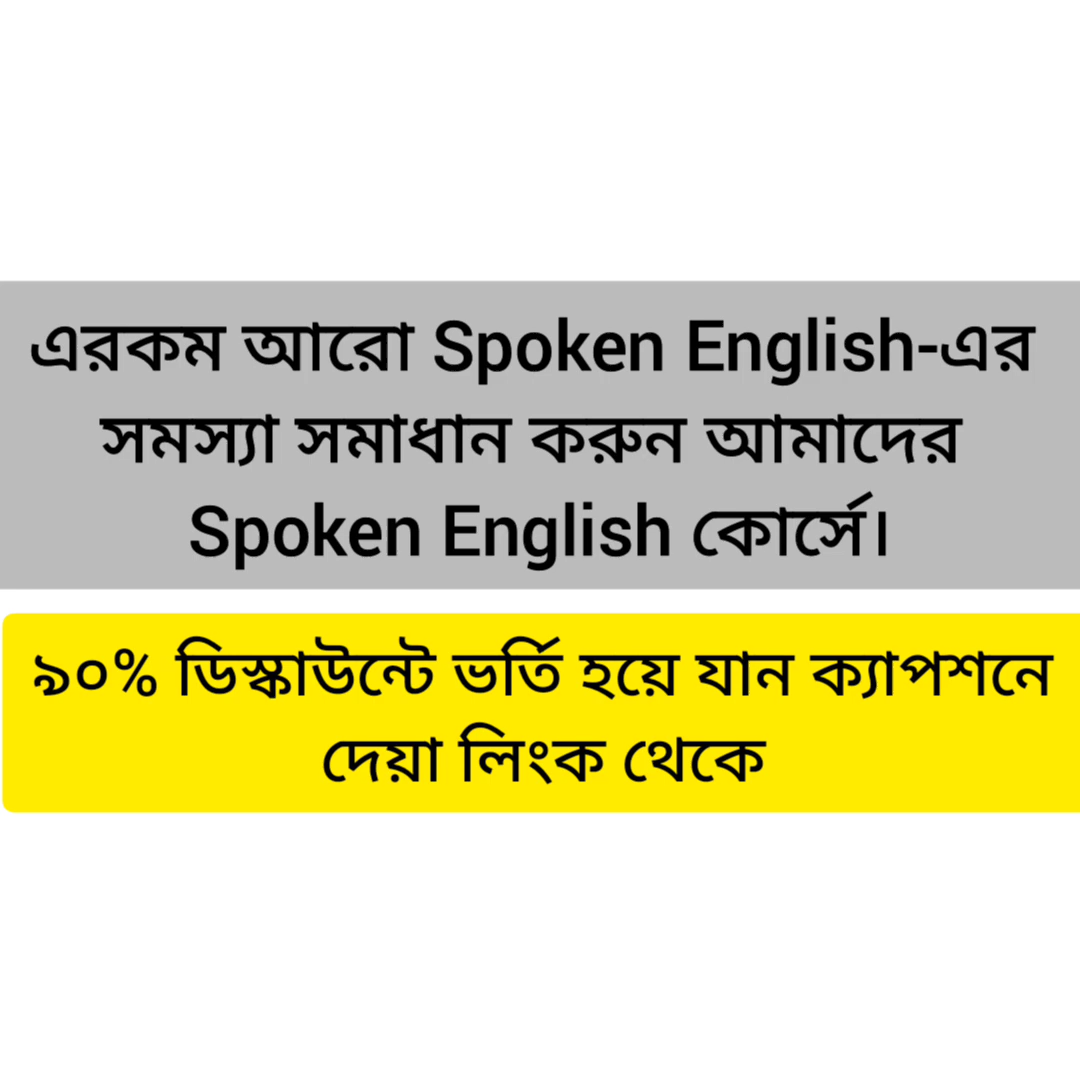 এরকম আরো Spoken English-এর
সমস্যা সমাধান করুন আমাদের
Spoken English কোর্সে।
৯০% ডিস্কাউন্টে ভর্তি হয়ে যান ক্যাপশনে
দেয়া লিংক থেকে